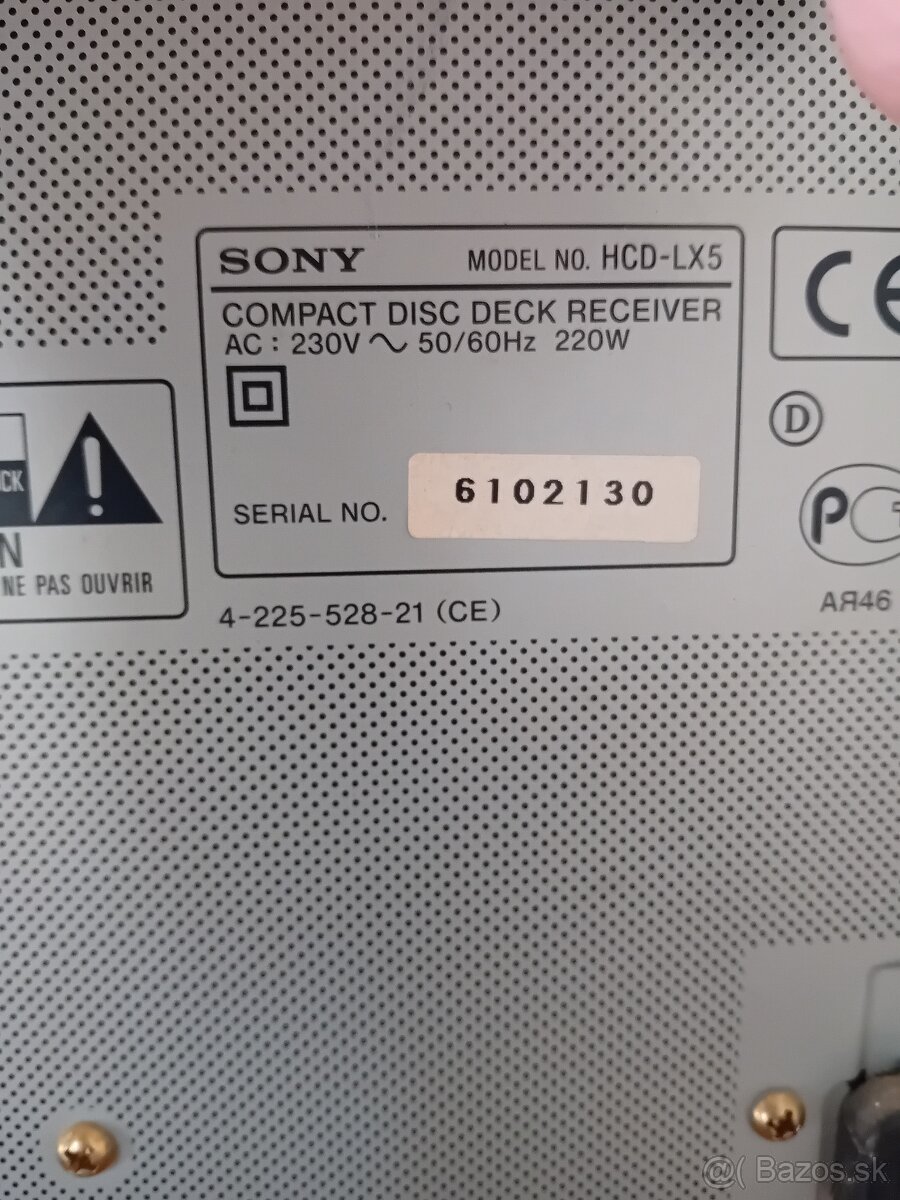 SONY MODEL NO. HCD-LX5
COMPACT DISC DECK RECEIVER
AC : 230V ～ 50/60Hz 220W
SERIAL NO. 6102130
4-225-528-21 (CE)
CE
D
NE PAS OUVRIR
AЯ46
@( Bazos.sk